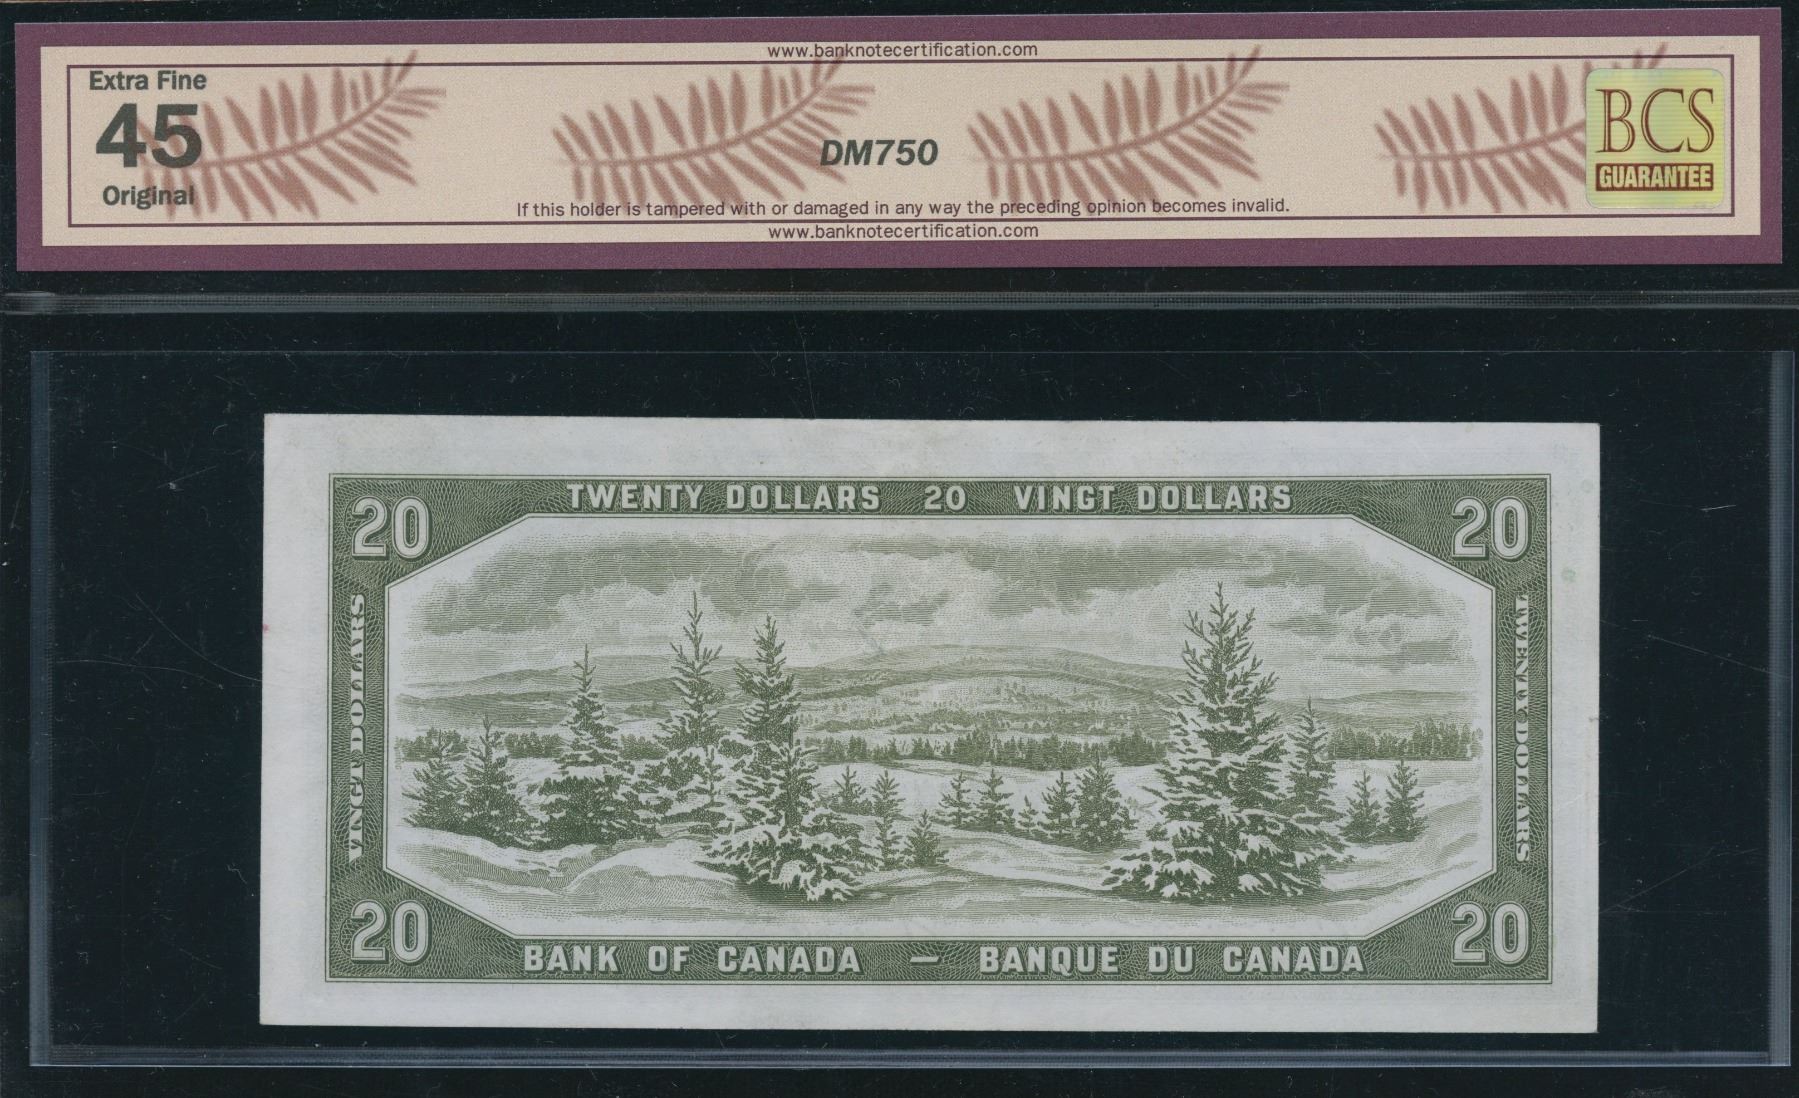 www.banknotecertification.com
Extra Fine
45
Original
DM750
BCS
GUARANTEE
If this holder is tampered with or damaged in any way the preceding opinion becomes invalid.
www.banknotecertification.com
20 TWENTY DOLLARS 20 VINGT DOLLARS 20
VINGT DOLLARS
TWENTY DOLLARS
20 BANK OF CANADA — BANQUE DU CANADA 20